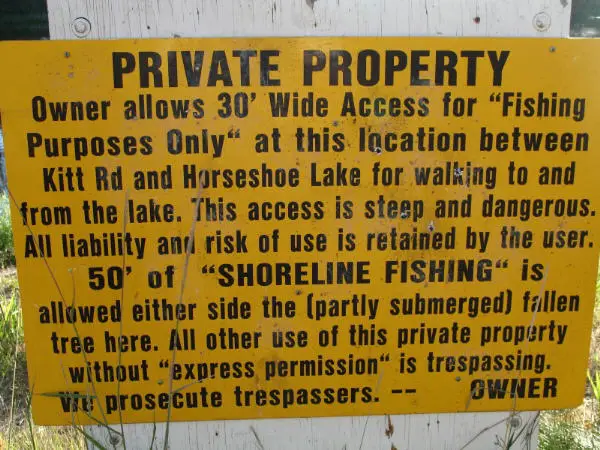 PRIVATE PROPERTY
Owner allows 30' Wide Access for "Fishing
Purposes Only" at this location between
Kitt Rd and Horseshoe Lake for walking to and
from the lake. This access is steep and dangerous.
All liability and risk of use is retained by the user.
50' of "SHORELINE FISHING" is
allowed either side the (partly submerged) fallen
tree here. All other use of this private property
without "express permission" is trespassing.
We prosecute trespassers. -- OWNER